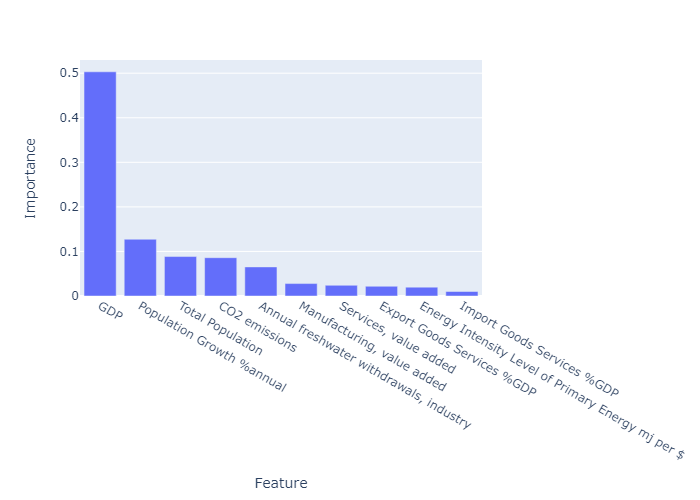 0.5
0.4
0.3
0.2
0.1
0
Importance
GDP
Population Growth %annual
Total Population
CO2 emissions
Annual freshwater withdrawals, industry
Manufacturing, value added
Services, value added
Export Goods Services %GDP
Energy Intensity Level of Primary Energy mj per $
Import Goods Services %GDP
Feature